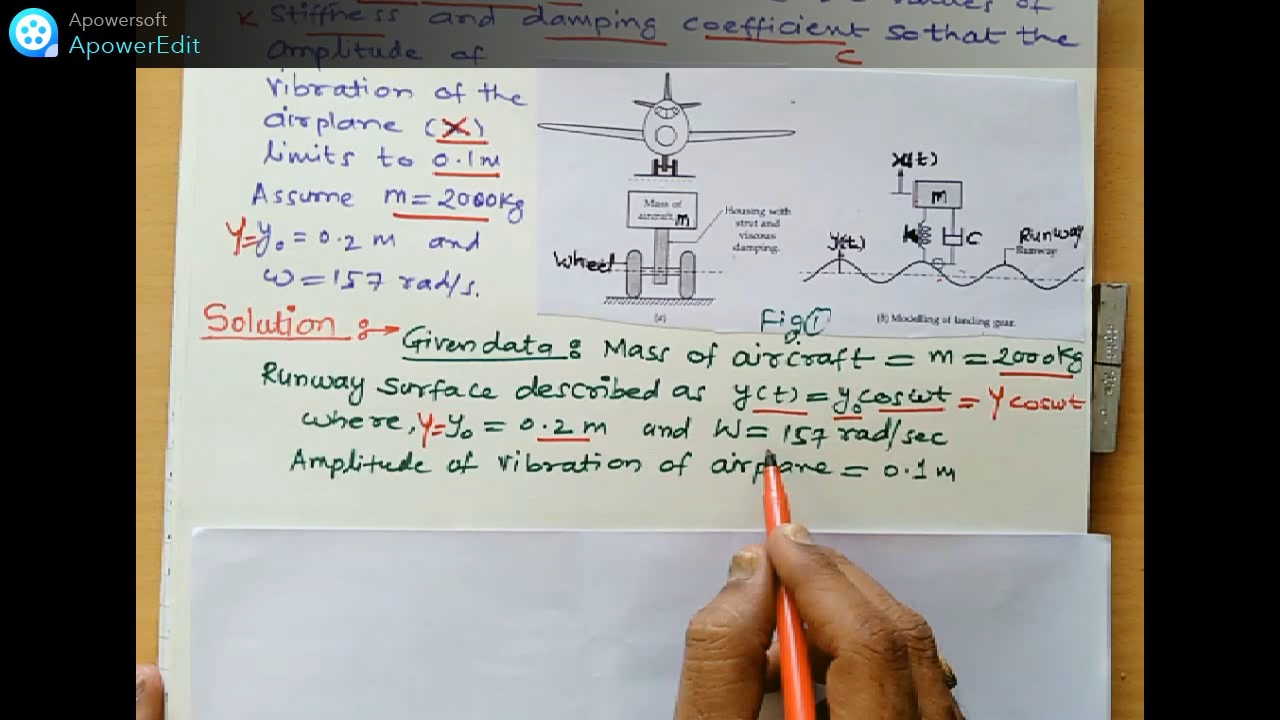 Apowersoft
ApowerEdit
K stiffness and damping coefficient so that the
C
amplitude of
vibration of the
airplane (X)
limits to 0.1m
Assume m = 2000kg
Y= y₀ = 0.2 m and
ω = 157 rad/s.
Mass of
aircraft m
Housing with
strut and
viscous
damping.
Wheel
(a)
x(t)
m
K
C
y(t)
Runway
Runway
Fig ①
(b) Modelling of landing gear.
Solution :→ Given data : Mass of aircraft = m = 2000kg
Runway surface described as y(t) = y₀ cosωt = Y cosωt
where, Y= y₀ = 0.2 m and W = 157 rad/sec
Amplitude of vibration of airplane = 0.1 m